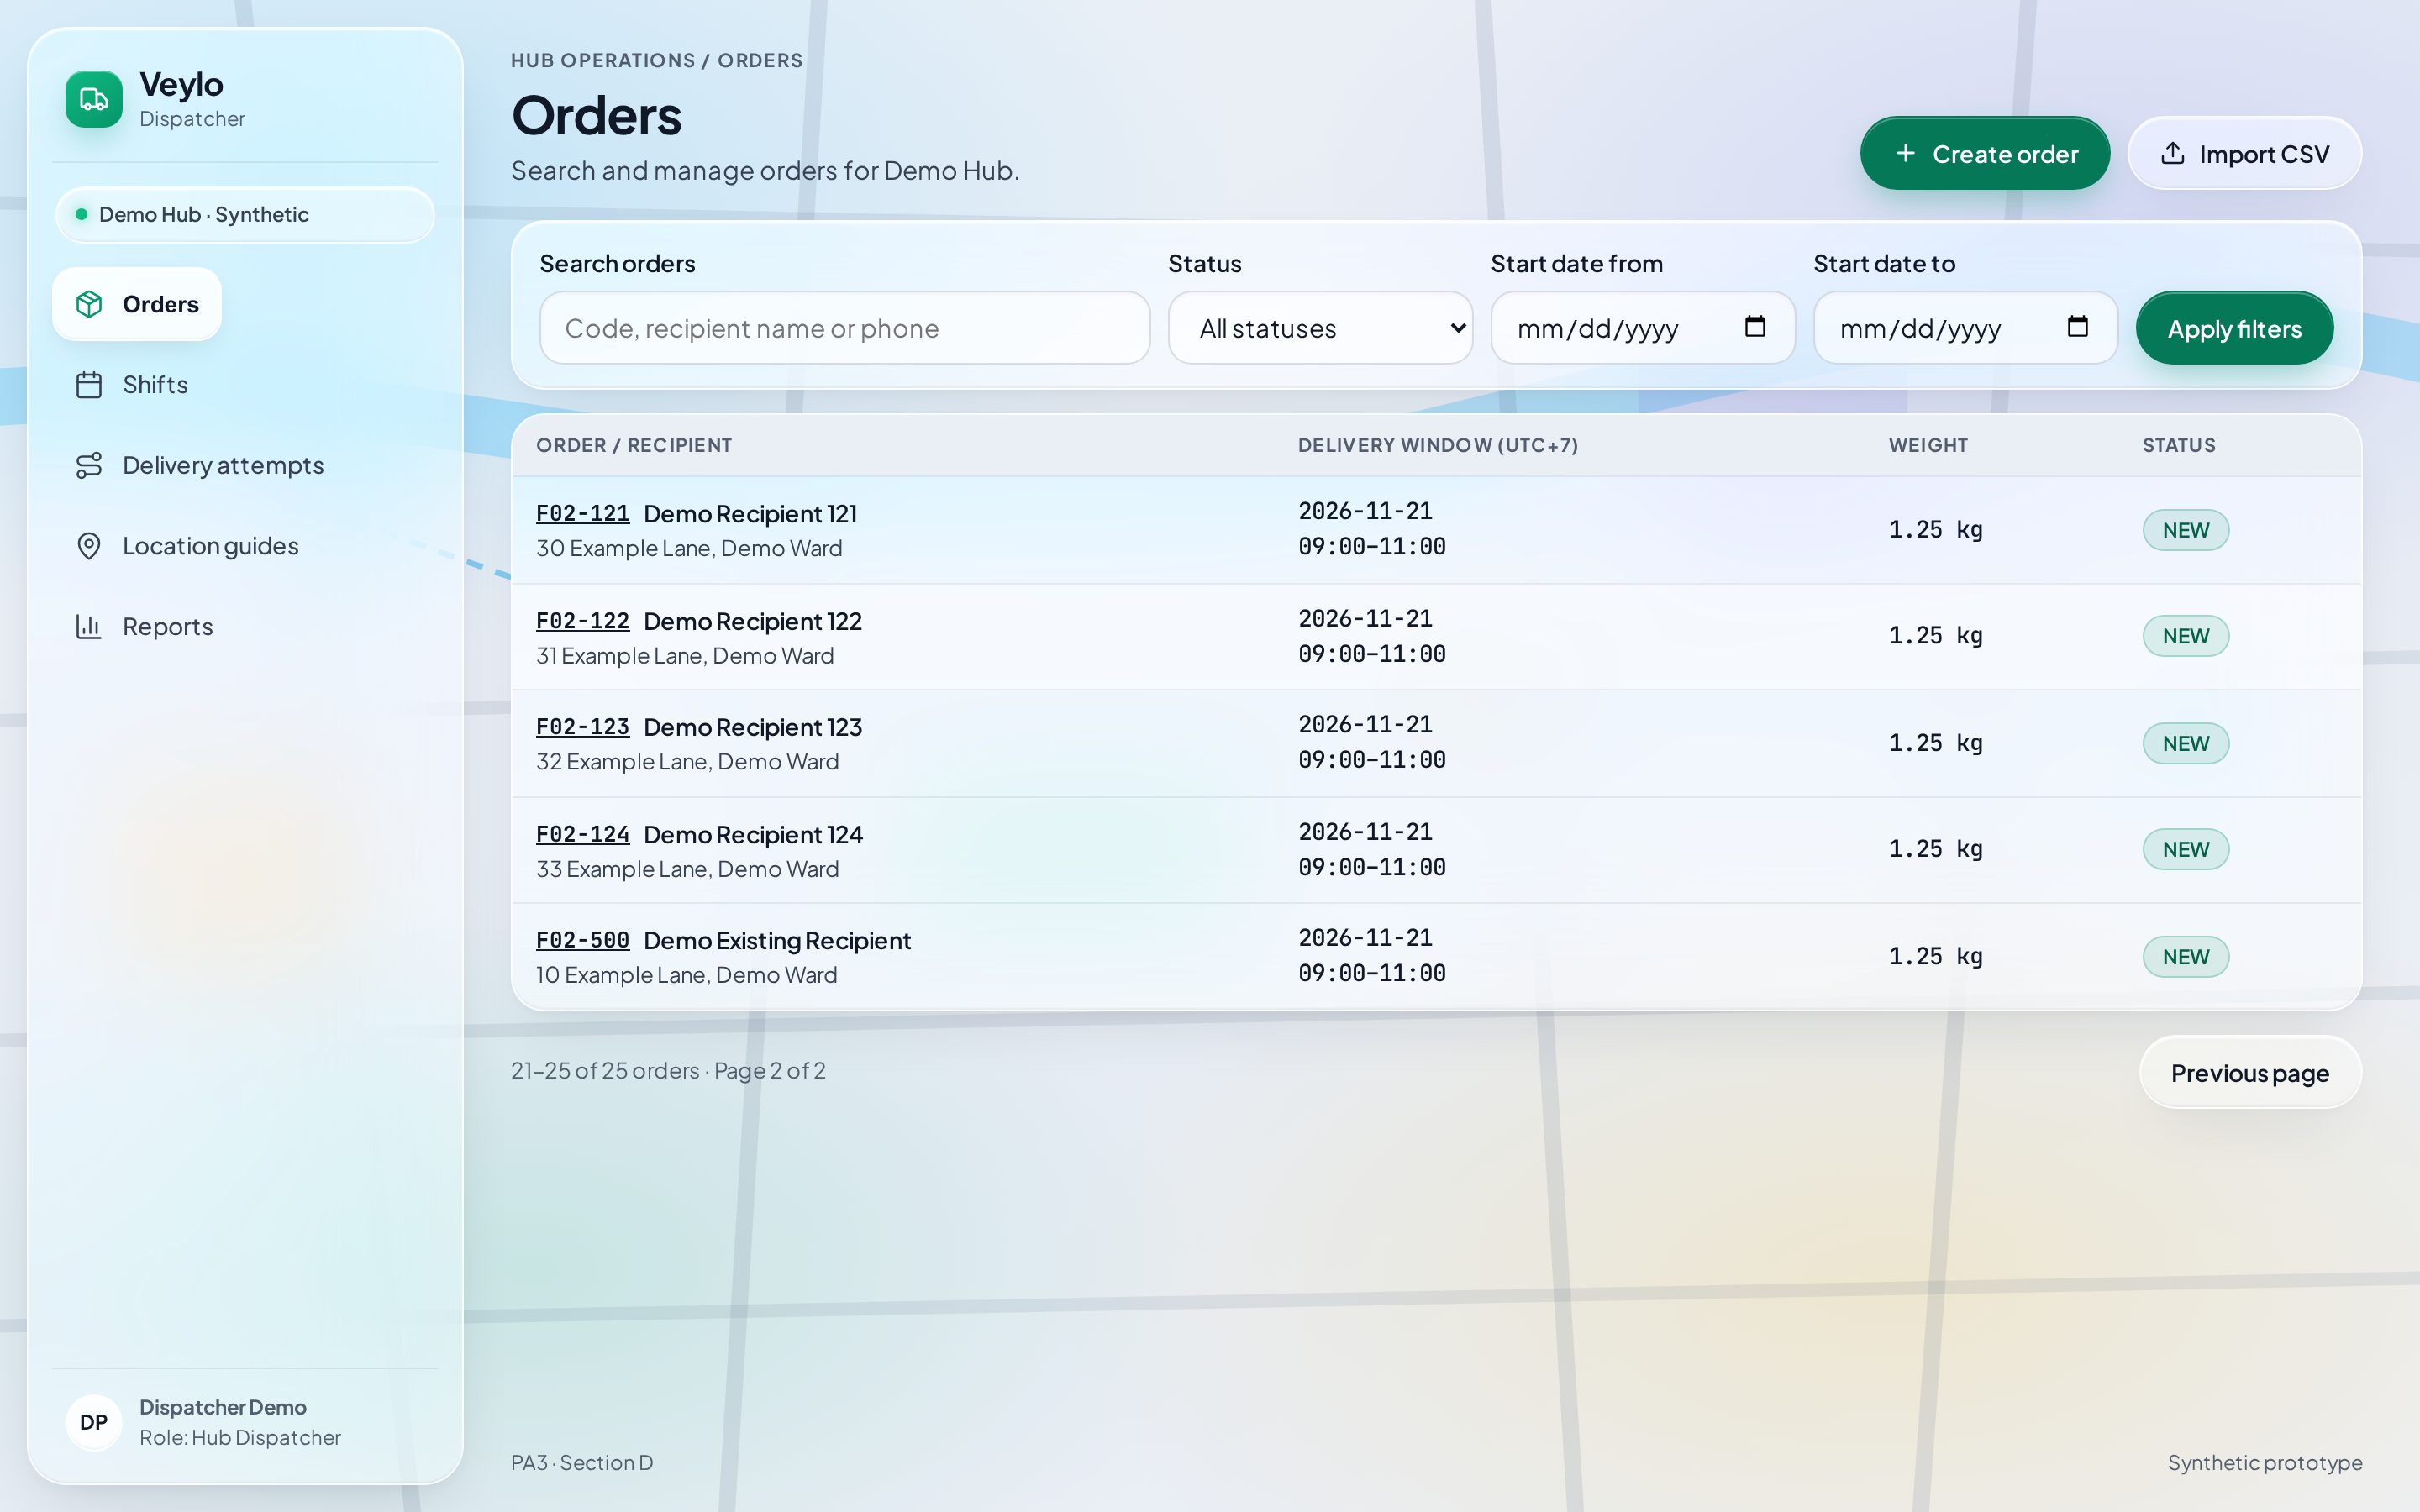 Veylo
Dispatcher
Demo Hub · Synthetic
Orders
Shifts
Delivery attempts
Location guides
Reports
DP
Dispatcher Demo
Role: Hub Dispatcher
HUB OPERATIONS / ORDERS
Orders
Search and manage orders for Demo Hub.
Create order
Import CSV
Search orders
Status
Start date from
Start date to
Code, recipient name or phone
All statuses
mm/dd/yyyy
mm/dd/yyyy
Apply filters
ORDER / RECIPIENT
DELIVERY WINDOW (UTC+7)
WEIGHT
STATUS
F02-121 Demo Recipient 121
30 Example Lane, Demo Ward
2026-11-21
09:00–11:00
1.25 kg
NEW
F02-122 Demo Recipient 122
31 Example Lane, Demo Ward
2026-11-21
09:00–11:00
1.25 kg
NEW
F02-123 Demo Recipient 123
32 Example Lane, Demo Ward
2026-11-21
09:00–11:00
1.25 kg
NEW
F02-124 Demo Recipient 124
33 Example Lane, Demo Ward
2026-11-21
09:00–11:00
1.25 kg
NEW
F02-500 Demo Existing Recipient
10 Example Lane, Demo Ward
2026-11-21
09:00–11:00
1.25 kg
NEW
21–25 of 25 orders · Page 2 of 2
Previous page
PA3 · Section D
Synthetic prototype